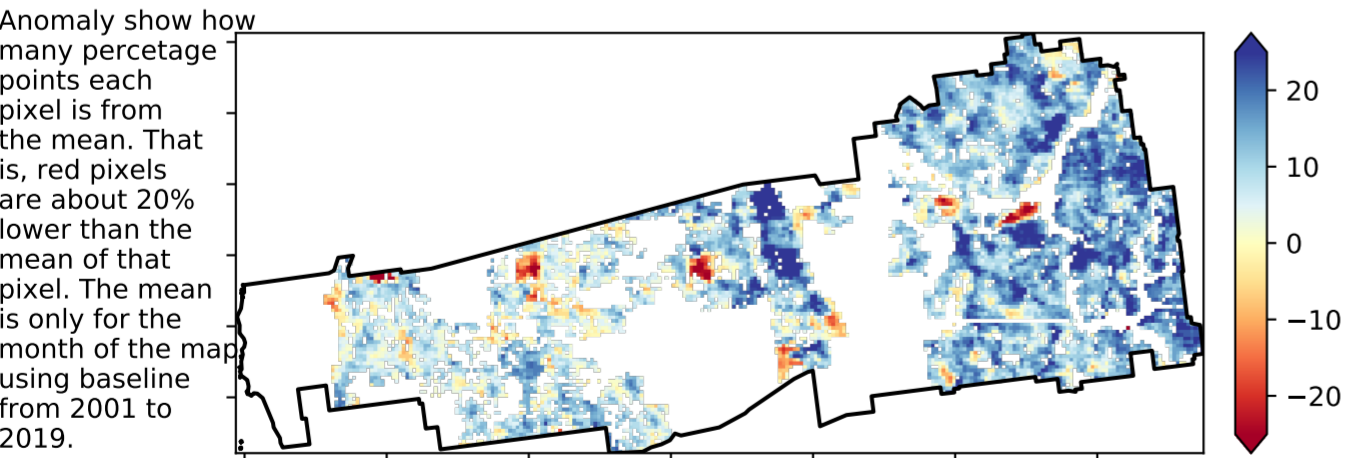 Anomaly show how
many percetage
points each
pixel is from
the mean. That
is, red pixels
are about 20%
lower than the
mean of that
pixel. The mean
is only for the
month of the map
using baseline
from 2001 to
2019.
20
10
0
−10
−20